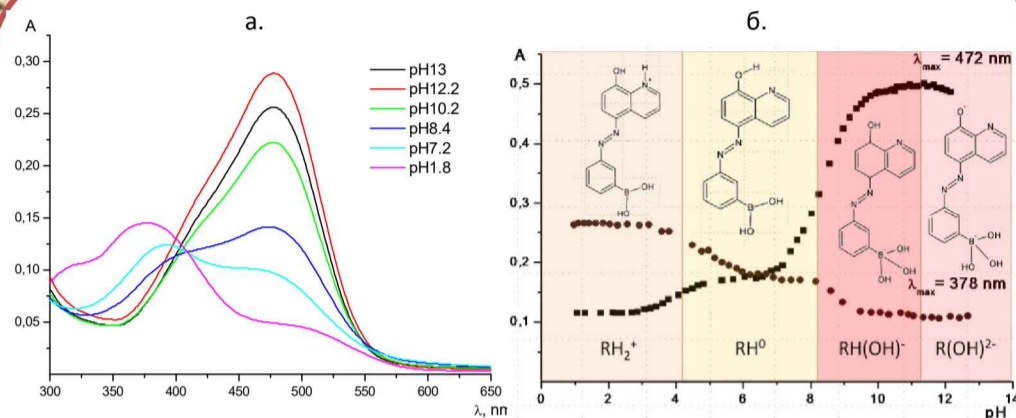 а.
A
0,30
0,25
0,20
0,15
0,10
0,05
300
350
400
450
500
550
600
650
λ, nm
pH13
pH12.2
pH10.2
pH8.4
pH7.2
pH1.8
б.
A
0,5
0,4
0,3
0,2
0,1
0
2
4
6
8
10
12
14
pH
λmax = 472 nm
λmax = 378 nm
OH
H
N+
N
N
B
OH
HO
O
H
N
N
N
B
OH
HO
OH
N
N
N
B-
OH
OH
OH
O-
N
N
N
B-
OH
OH
HO
RH2+
RH0
RH(OH)-
R(OH)2-